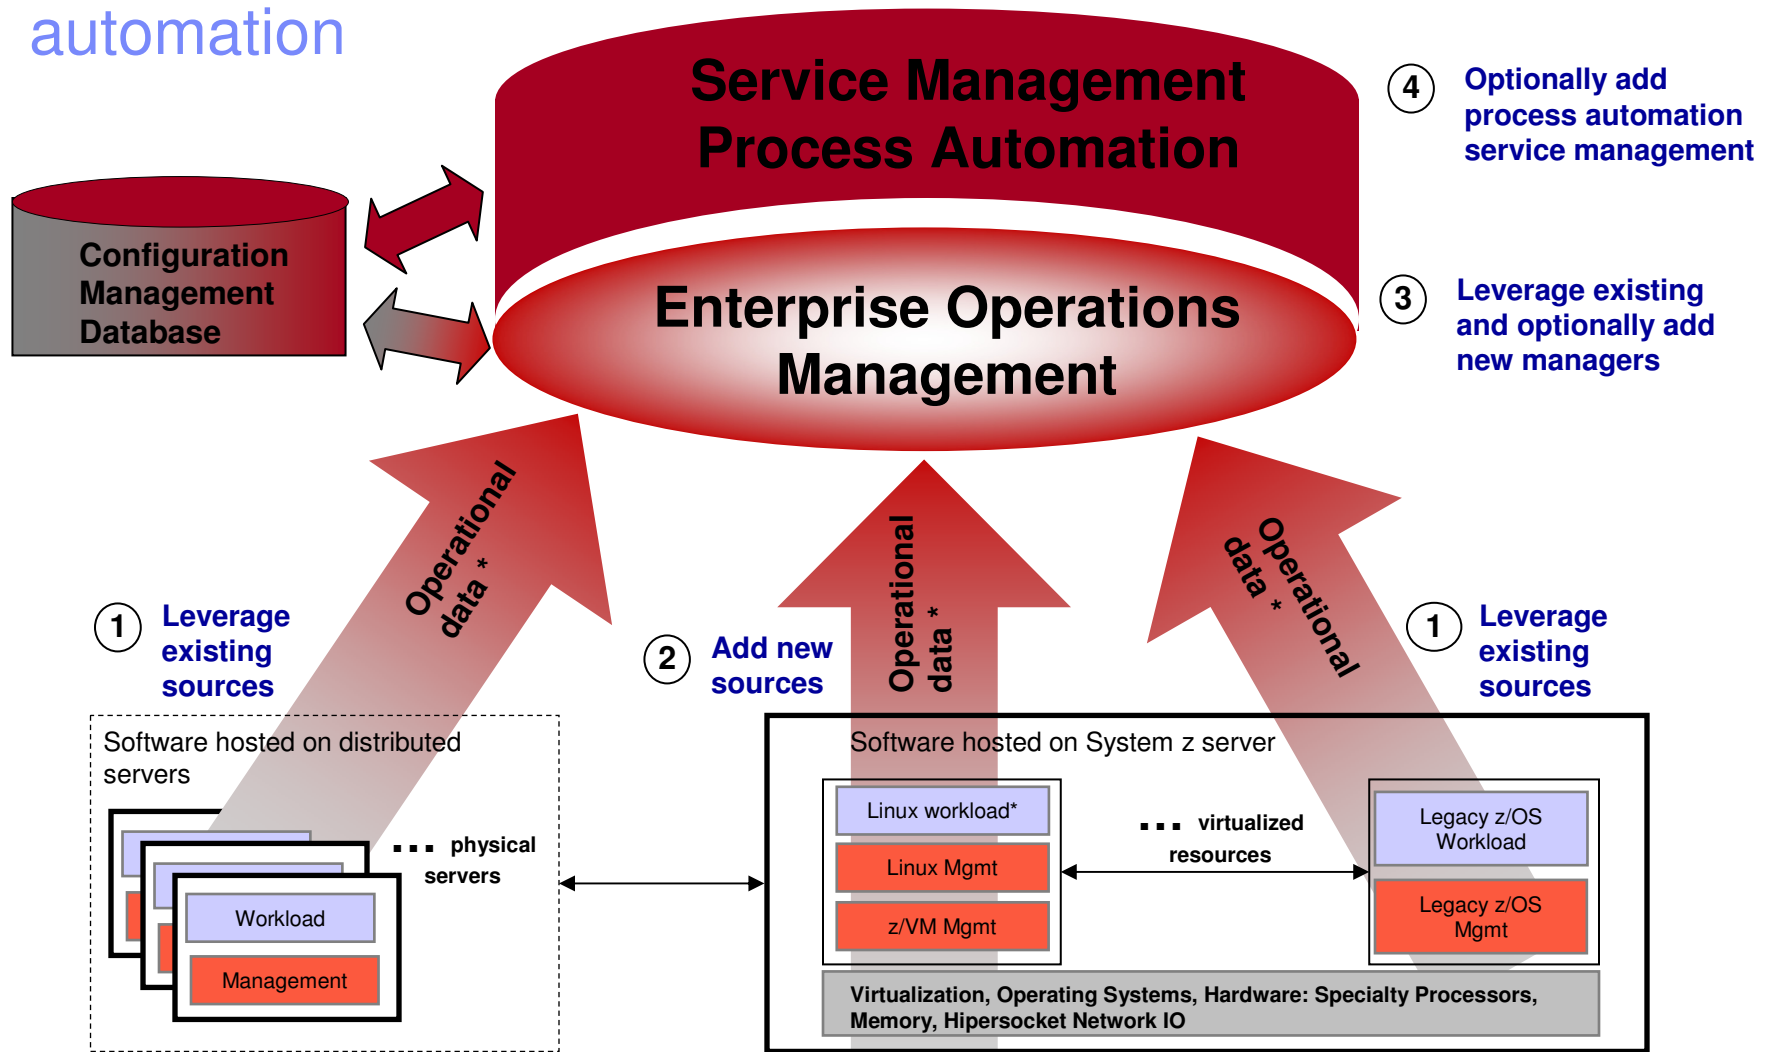 automation
Service Management
Process Automation
4
Optionally add
process automation
service management
Configuration
Management
Database
Enterprise Operations
Management
3
Leverage existing
and optionally add
new managers
Operational
data *
Operational
data *
Operational
data *
1
Leverage
existing
sources
2
Add new
sources
1
Leverage
existing
sources
Software hosted on distributed
servers
... physical
servers
Workload
Management
Software hosted on System z server
Linux workload*
Linux Mgmt
z/VM Mgmt
... virtualized
resources
Legacy z/OS
Workload
Legacy z/OS
Mgmt
Virtualization, Operating Systems, Hardware: Specialty Processors,
Memory, Hipersocket Network IO